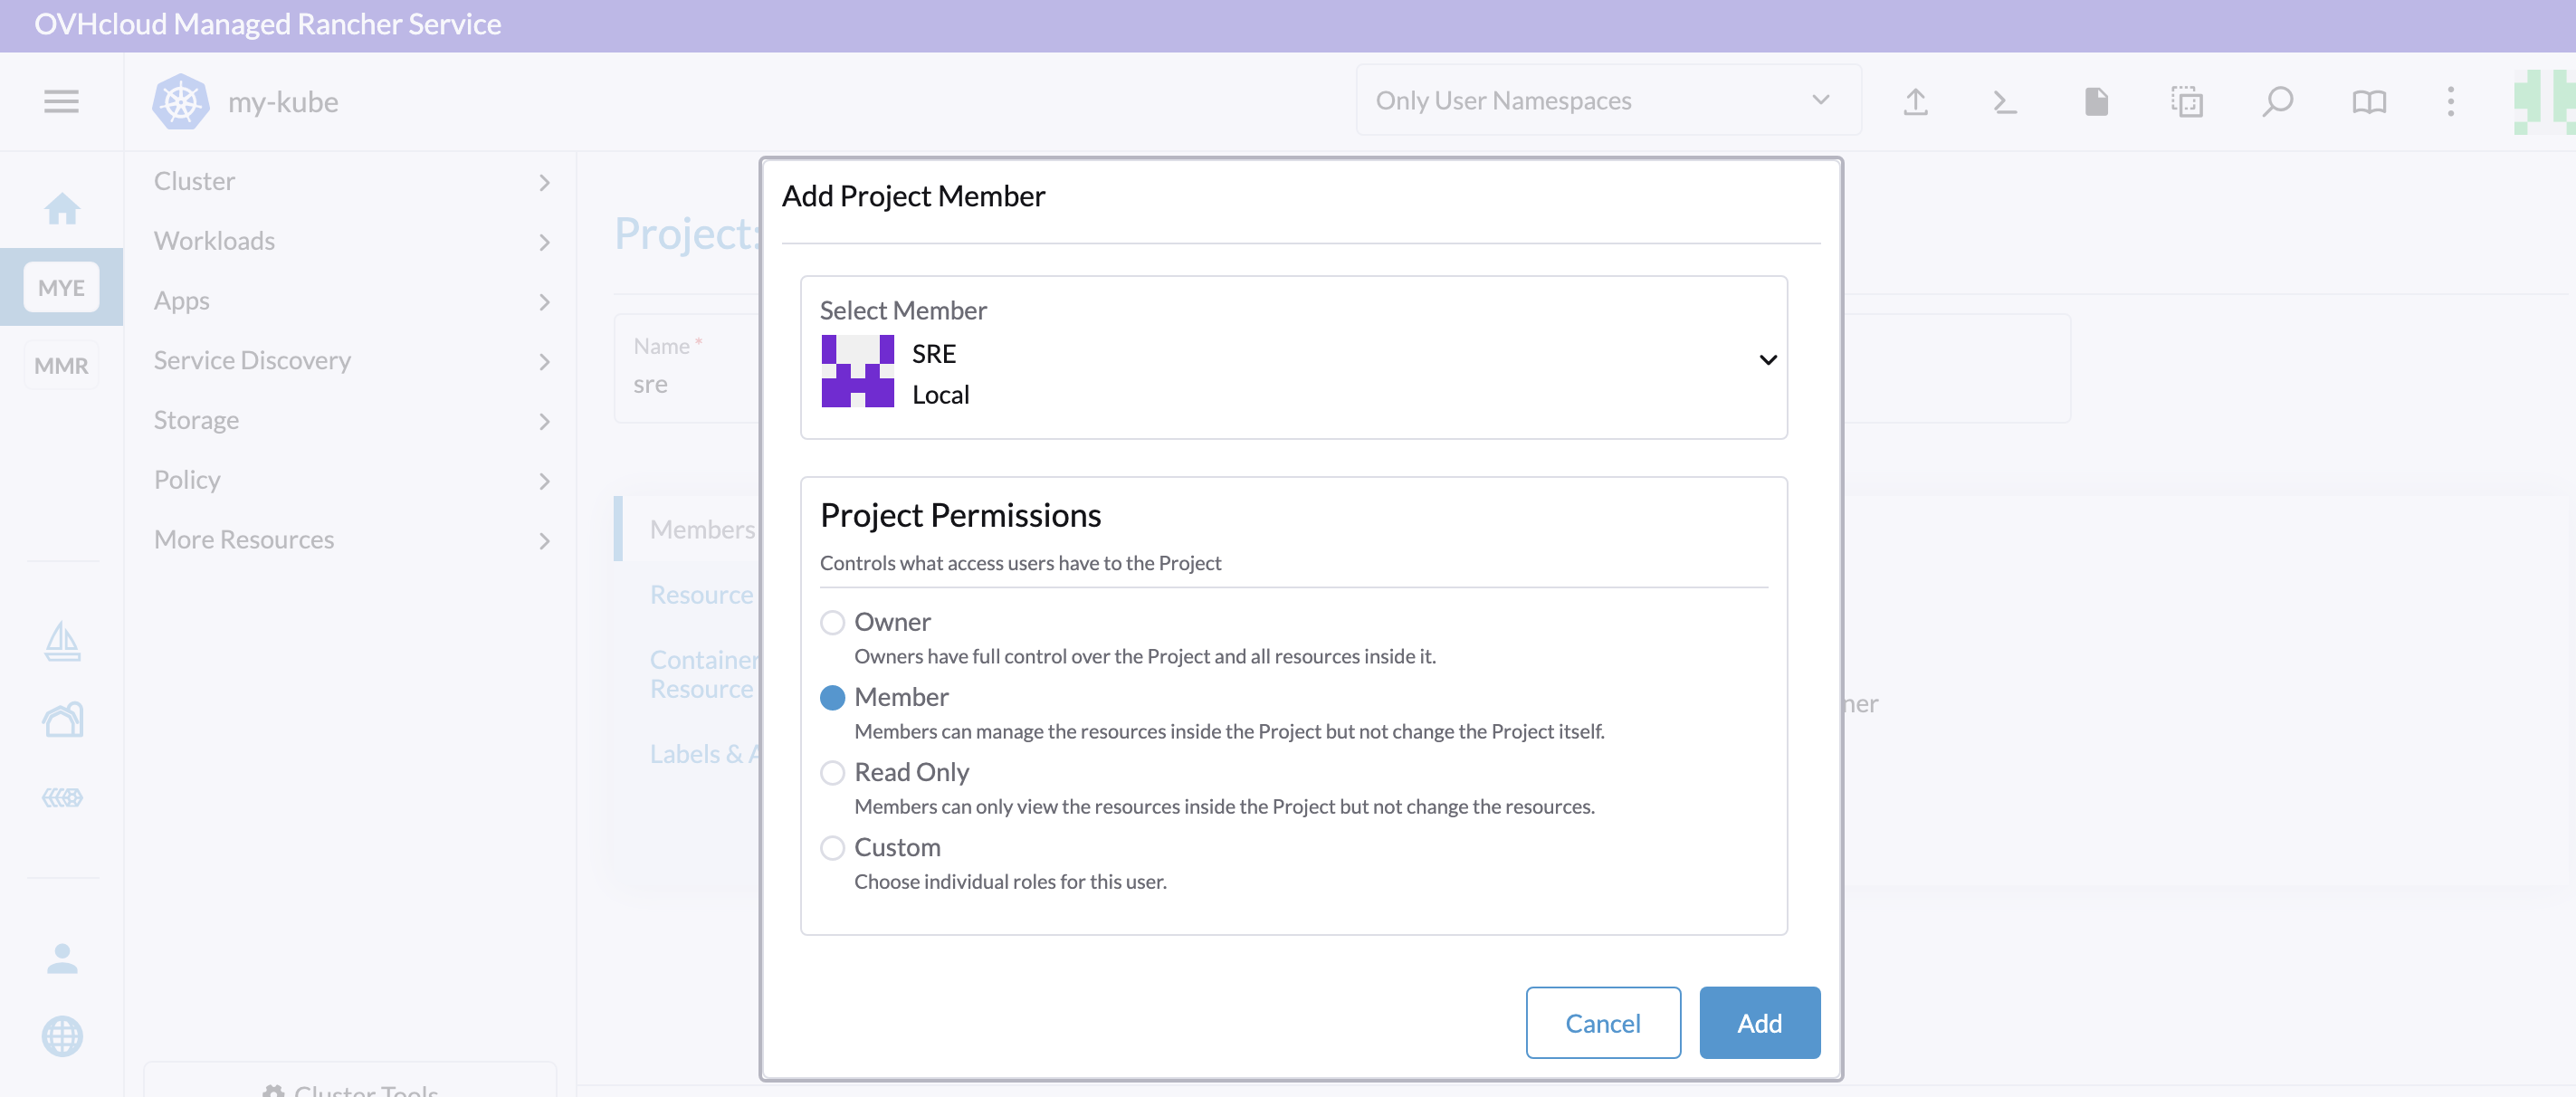 OVHcloud Managed Rancher Service
my-kube
Only User Namespaces
MYE
MMR
Cluster
Workloads
Apps
Service Discovery
Storage
Policy
More Resources
Cluster Tools
Project:
Name *
sre
Members
Resource
Container
Resource
Labels & A
ner
Add Project Member
Select Member
SRE
Local
Project Permissions
Controls what access users have to the Project
Owner
Owners have full control over the Project and all resources inside it.
Member
Members can manage the resources inside the Project but not change the Project itself.
Read Only
Members can only view the resources inside the Project but not change the resources.
Custom
Choose individual roles for this user.
Cancel
Add